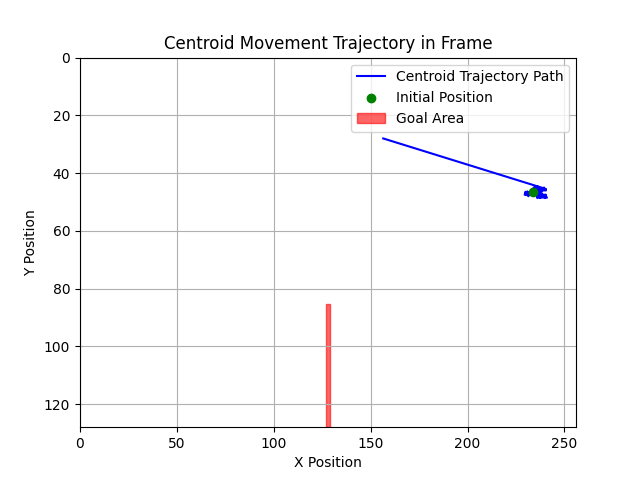 Centroid Movement Trajectory in Frame
Centroid Trajectory Path
Initial Position
Goal Area
0
20
40
60
80
100
120
Y Position
0 50 100 150 200 250
X Position